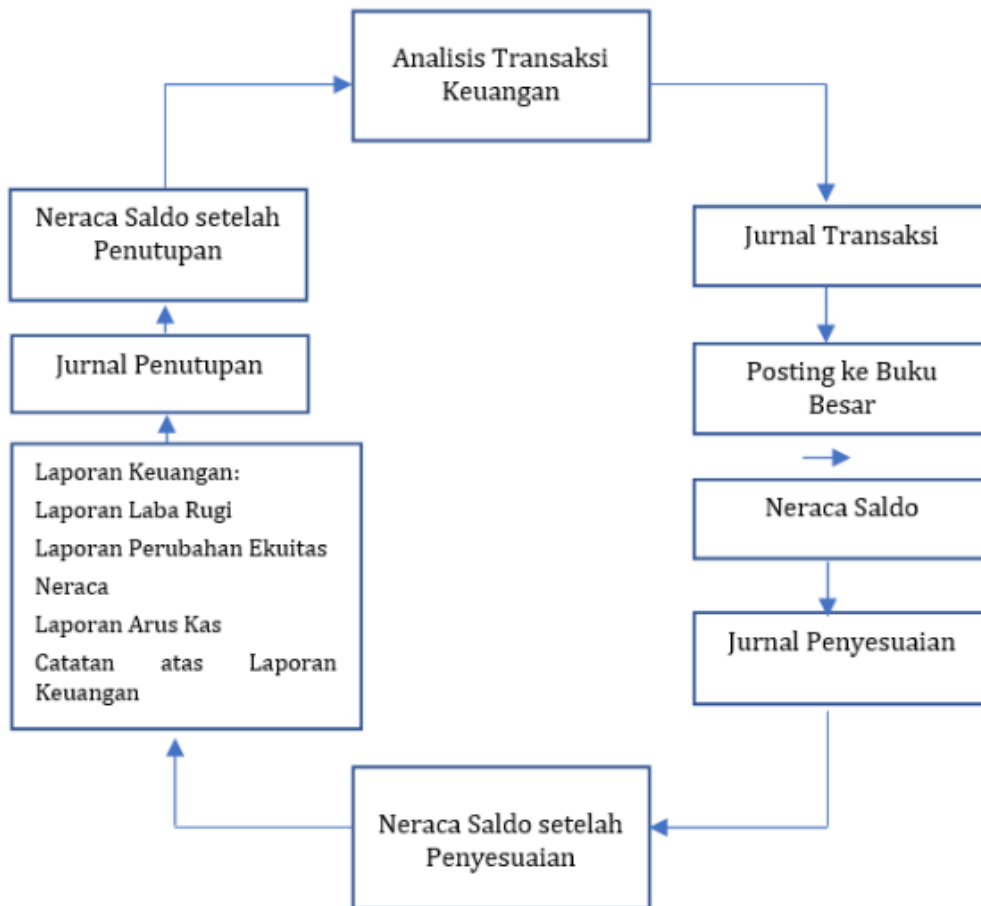 Analisis Transaksi
Keuangan
Jurnal Transaksi
Posting ke Buku
Besar
Neraca Saldo
Jurnal Penyesuaian
Neraca Saldo setelah
Penyesuaian
Laporan Keuangan:
Laporan Laba Rugi
Laporan Perubahan Ekuitas
Neraca
Laporan Arus Kas
Catatan atas Laporan
Keuangan
Jurnal Penutupan
Neraca Saldo setelah
Penutupan